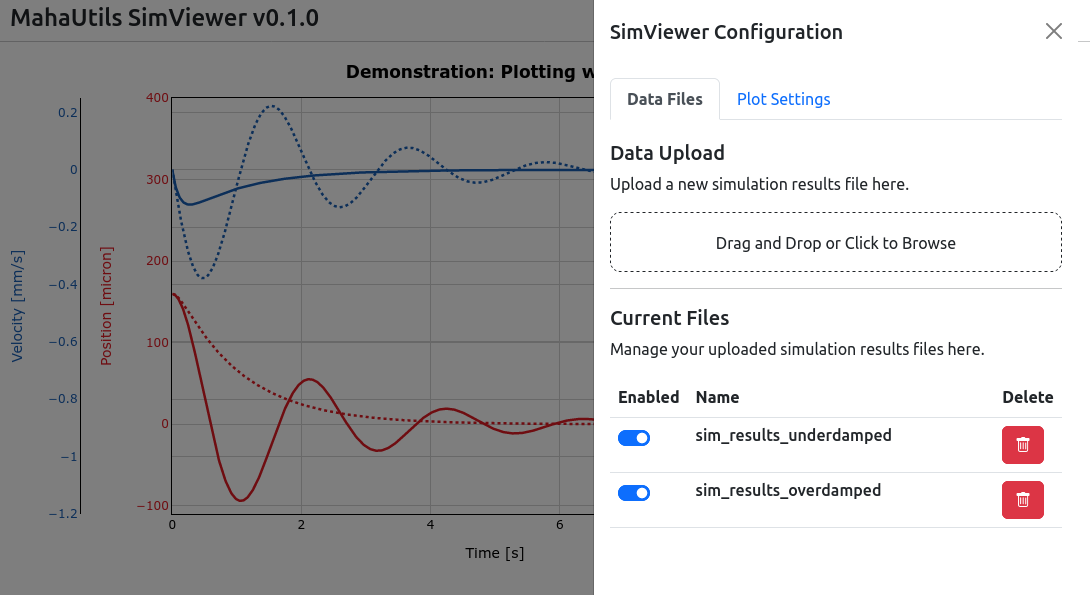 MahaUtils SimViewer v0.1.0
Demonstration: Plotting w
Velocity [mm/s]
0.2
0
−0.2
−0.4
−0.6
−0.8
−1
−1.2
Position [micron]
400
300
200
100
0
−100
0 2 4 6
Time [s]
SimViewer Configuration
Data Files Plot Settings
Data Upload
Upload a new simulation results file here.
Drag and Drop or Click to Browse
Current Files
Manage your uploaded simulation results files here.
Enabled Name Delete
sim_results_underdamped
sim_results_overdamped